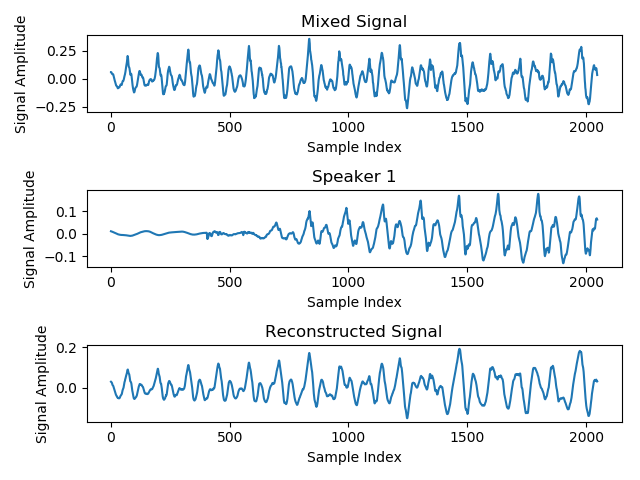 Mixed Signal
Signal Amplitude
0.25
0.00
−0.25
0 500 1000 1500 2000
Sample Index
Speaker 1
Signal Amplitude
0.1
0.0
−0.1
0 500 1000 1500 2000
Sample Index
Reconstructed Signal
Signal Amplitude
0.2
0.0
0 500 1000 1500 2000
Sample Index